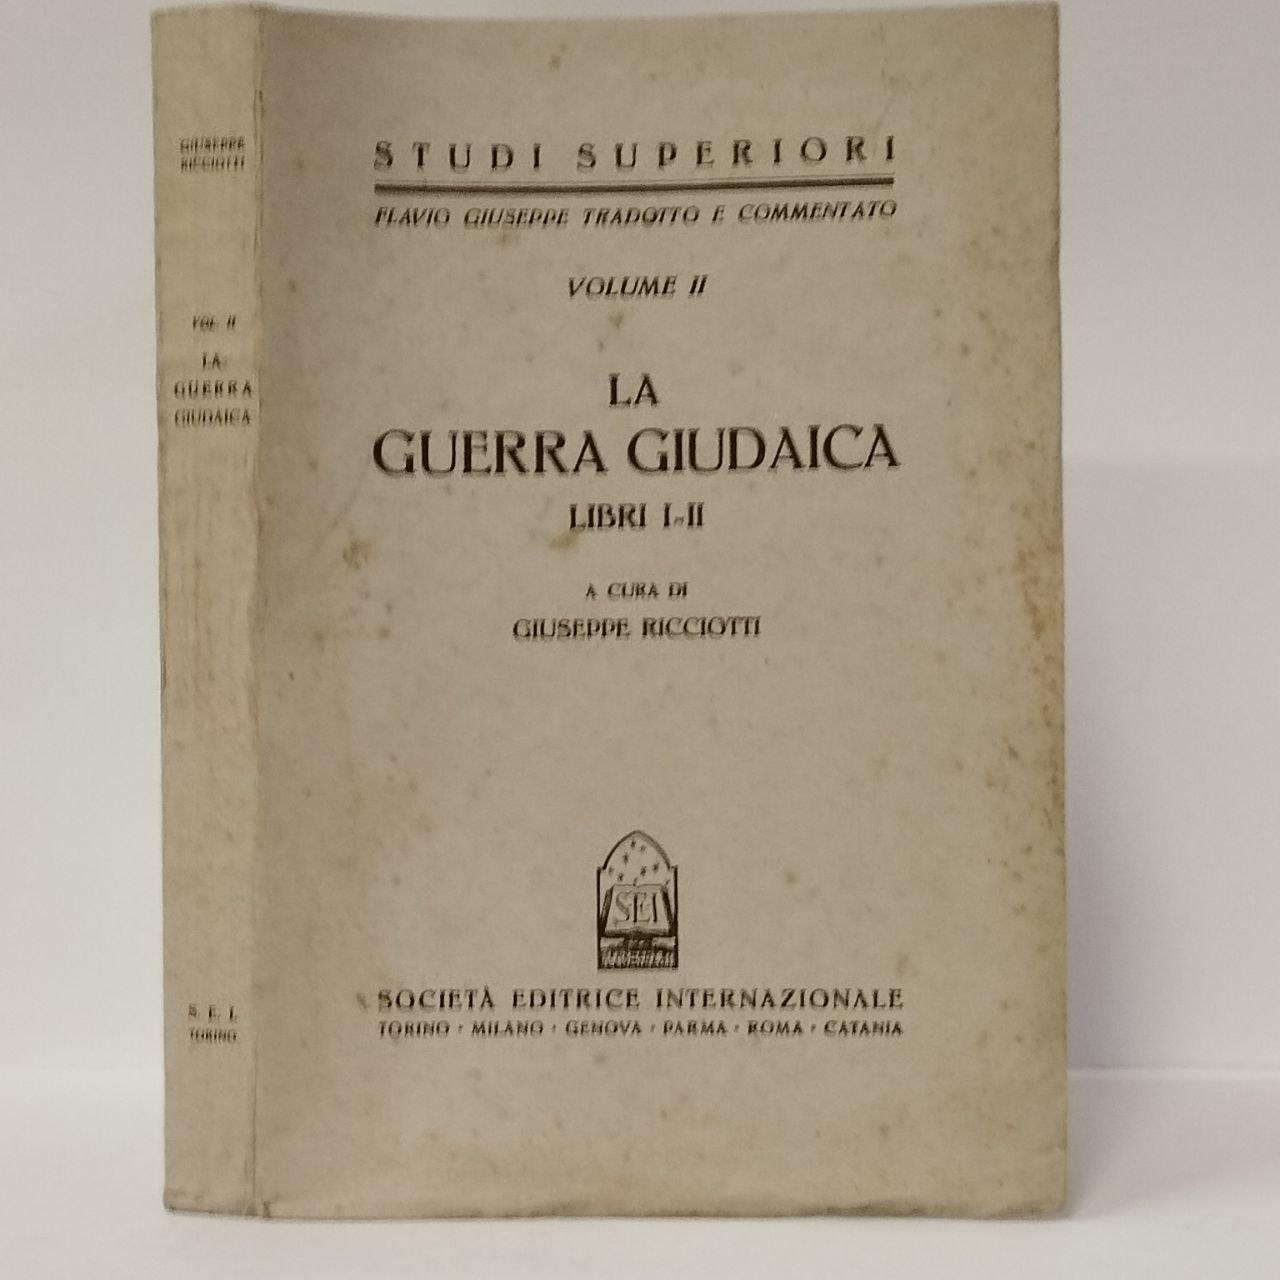 GIUSEPPE
RICCIOTTI
VOL. II
LA
GUERRA
GIUDAICA
S. E. I.
TORINO
STUDI SUPERIORI
FLAVIO GIUSEPPE TRADOTTO E COMMENTATO
VOLUME II
LA
GUERRA GIUDAICA
LIBRI I-II
A CURA DI
GIUSEPPE RICCIOTTI
SEI
SOCIETÀ EDITRICE INTERNAZIONALE
TORINO · MILANO · GENOVA · PARMA · ROMA · CATANIA